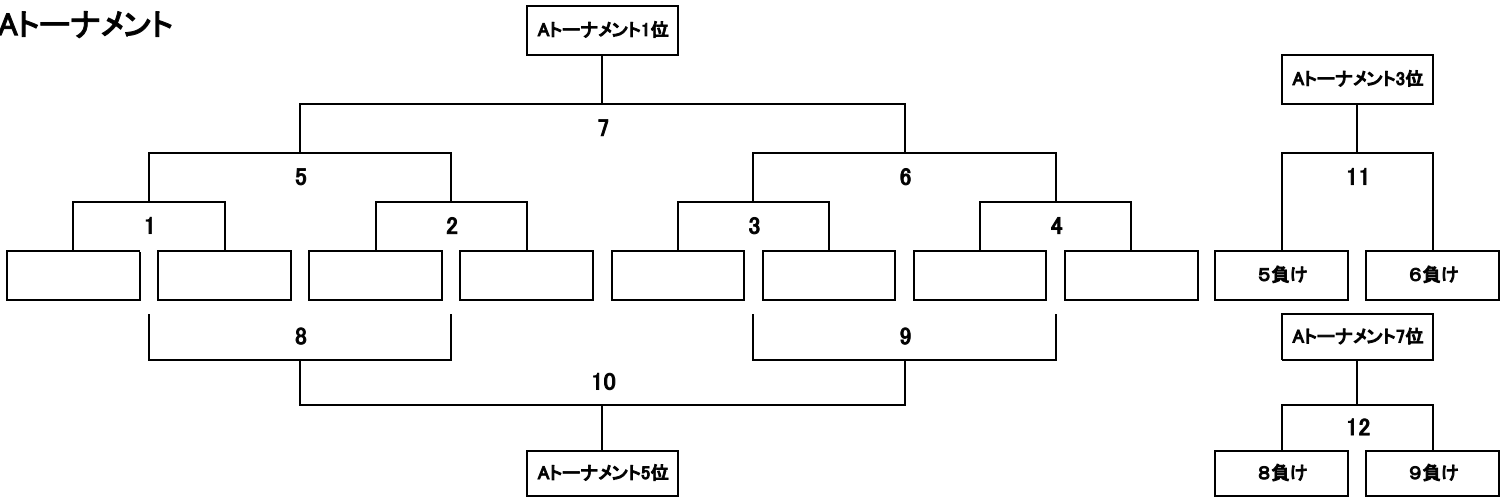 Aトーナメント
Aトーナメント1位
Aトーナメント3位
7
5
6
11
1
2
3
4
５負け
６負け
8
9
Aトーナメント7位
10
12
Aトーナメント5位
８負け
９負け